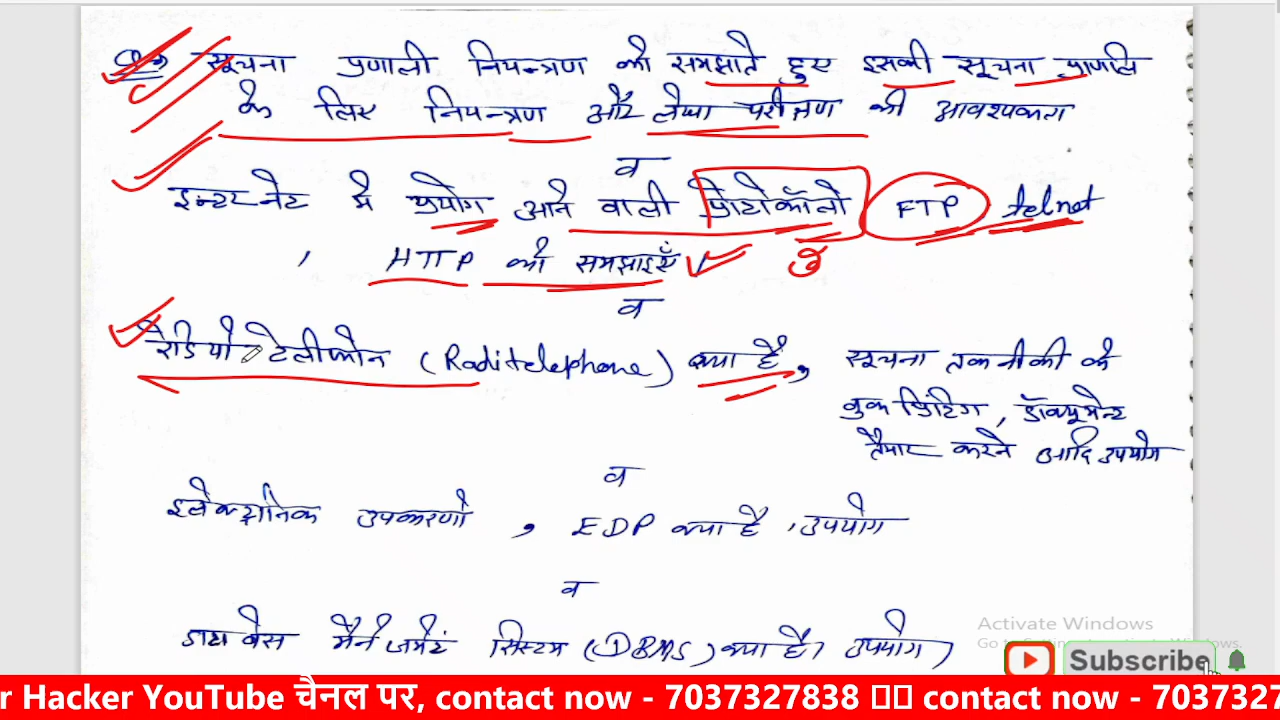 सूचना प्रणाली नियन्त्रण को समझाते हुए इसकी सूचना प्रणालि
के लिए नियन्त्रण और लेखा परीक्षण की आवश्यकता
व
इन्टरनेट मे प्रयोग आने वाली प्रोटोकॉलो FTP telnet
, HTTP को समझाइऐं
व
रेडियो टेलीफोन (Raditelephone) क्या है, सूचना तकनीकी के
बुक प्रिंटिग, डॉक्यूमेन्ट
तैयार करने आदि उपयोग
व
इलेक्ट्रानिक उपकरणो , EDP क्या है, उपयोग
व
डाटा बेस मैनेजमेंट सिस्टम (DBMS) क्या है। उपयोग)
Activate Windows
Subscribe
r Hacker YouTube चैनल पर, contact now - 7037327838 contact now - 703732